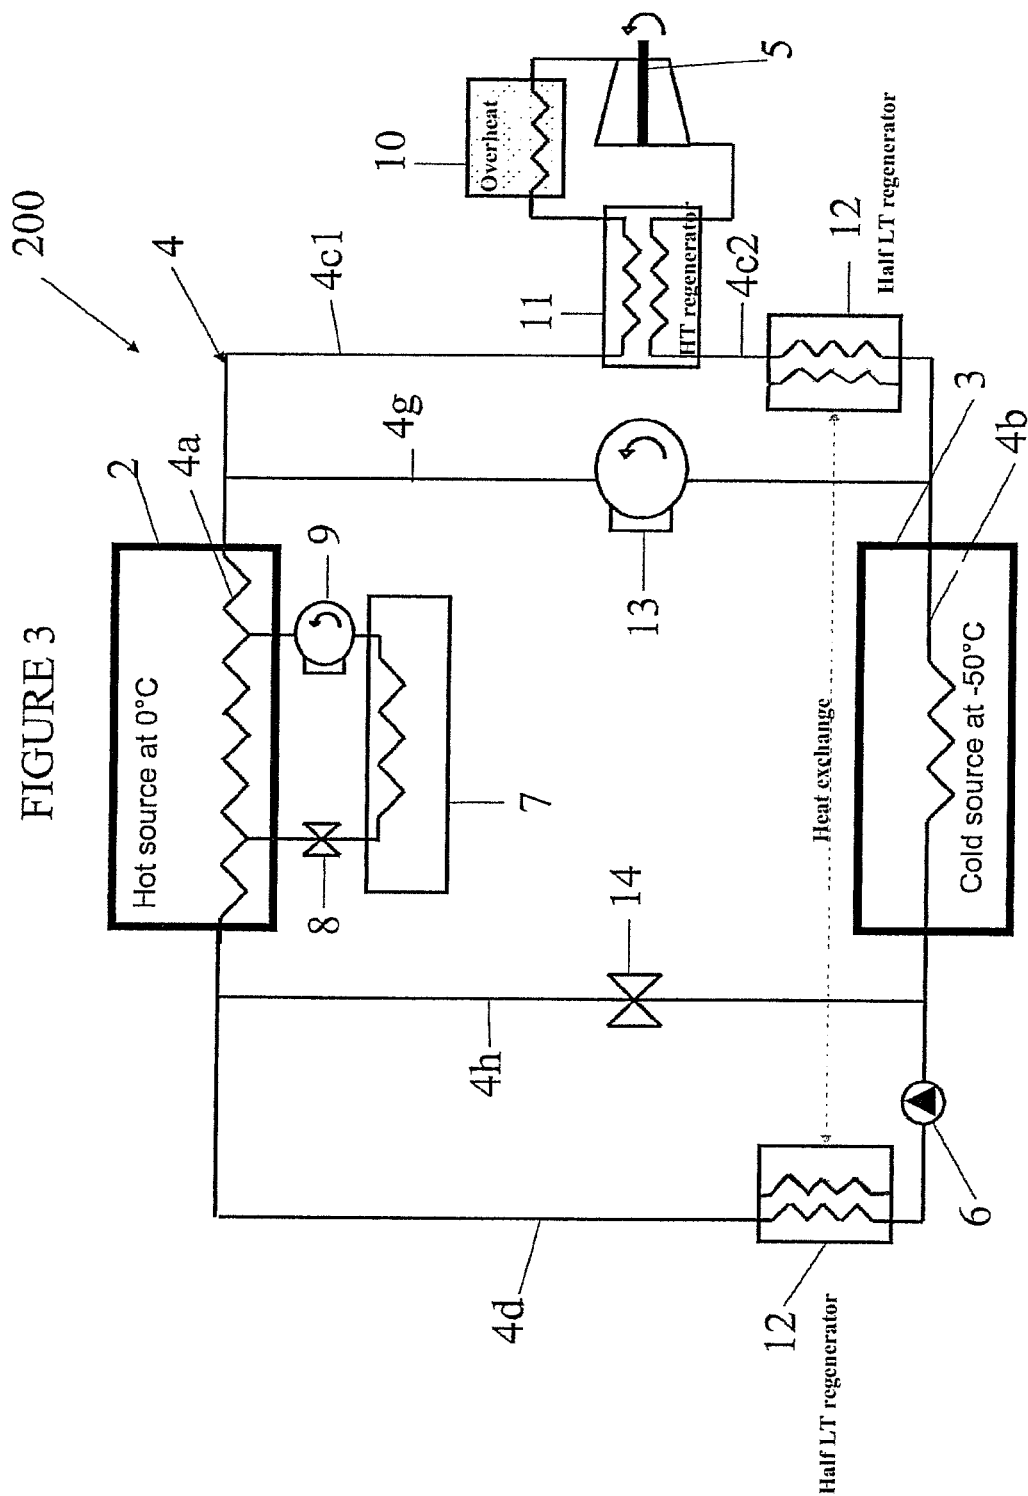 FIGURE 3
200
4
2
4a
9
8
7
Hot source at 0°C
4c1
4g
4h
4d
10
Overheat
5
11
HT regenerator
4c2
12
Half LT regenerator
13
14
Heat exchange
3
4b
Cold source at -50°C
6
12
Half LT regenerator